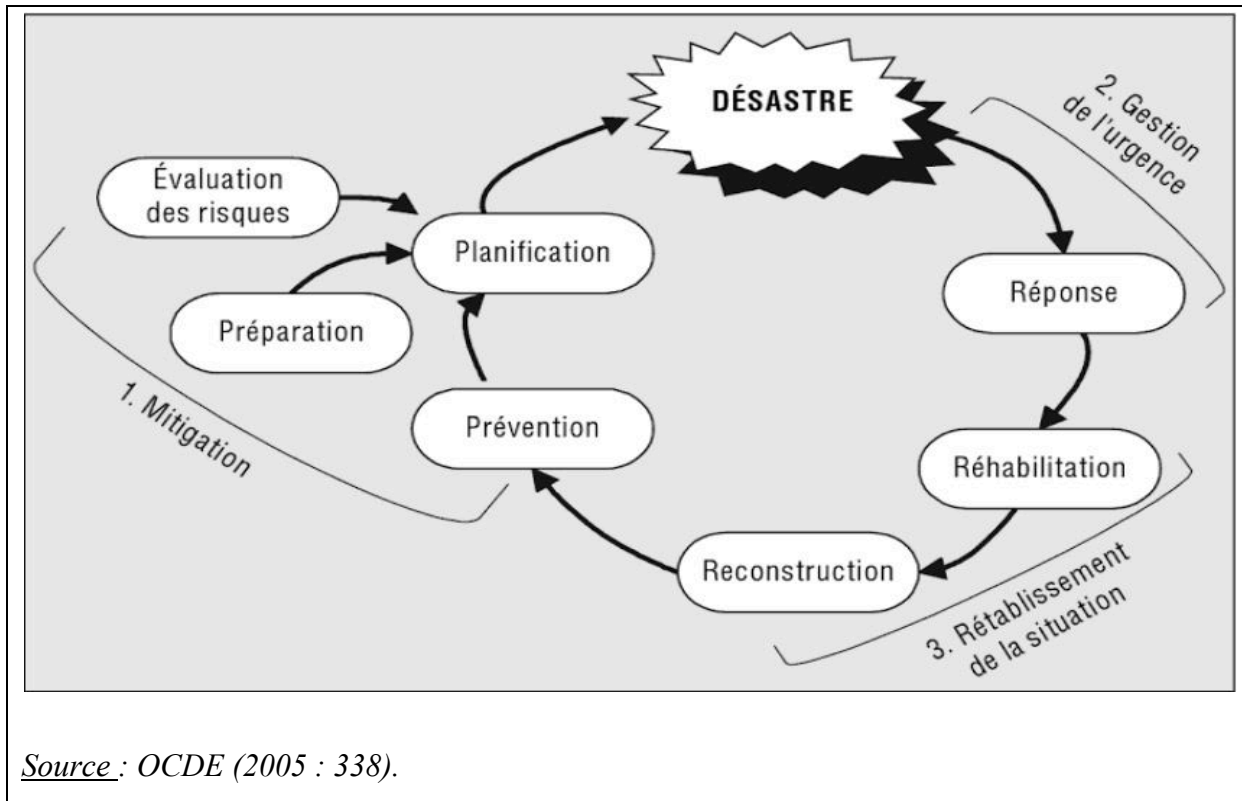 DÉSASTRE
2. Gestion
de l'urgence
Évaluation
des risques
Planification
Réponse
Préparation
1. Mitigation
Prévention
Réhabilitation
Reconstruction
3. Rétablissement
de la situation
Source : OCDE (2005 : 338).